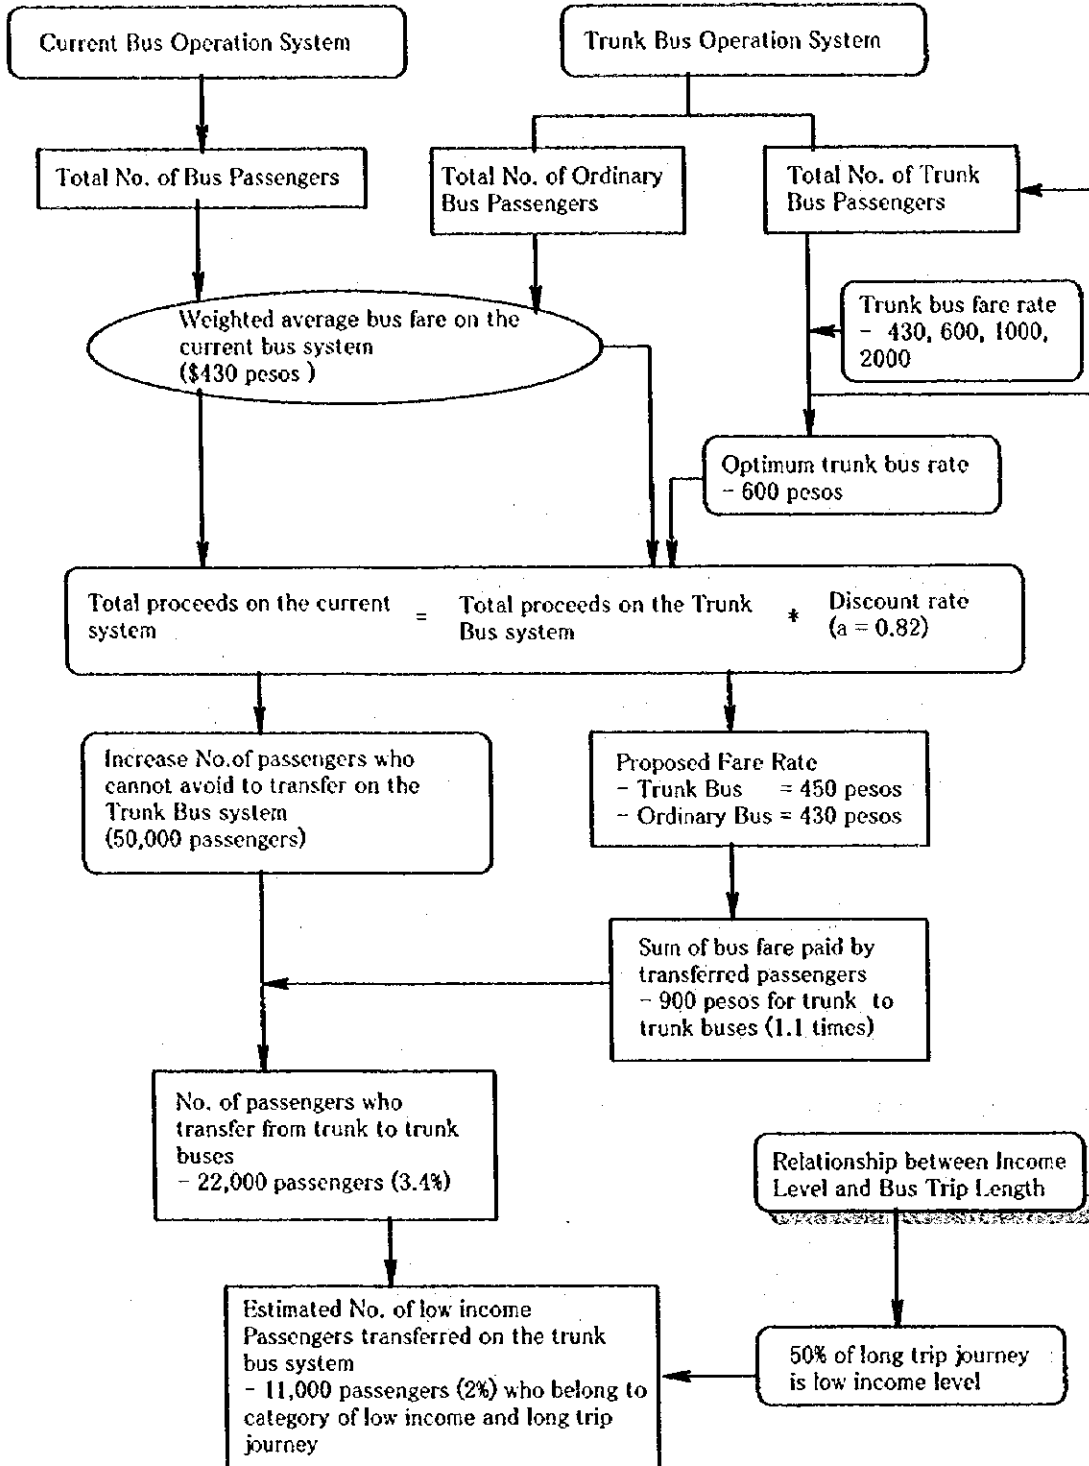 Current Bus Operation System
Trunk Bus Operation System
Total No. of Bus Passengers
Total No. of Ordinary
Bus Passengers
Total No. of Trunk
Bus Passengers
Weighted average bus fare on the
current bus system
($430 pesos )
Trunk bus fare rate
- 430, 600, 1000,
2000
Optimum trunk bus rate
- 600 pesos
Total proceeds on the current
system
=
Total proceeds on the Trunk
Bus system
*
Discount rate
(a = 0.82)
Increase No.of passengers who
cannot avoid to transfer on the
Trunk Bus system
(50,000 passengers)
Proposed Fare Rate
- Trunk Bus = 450 pesos
- Ordinary Bus = 430 pesos
Sum of bus fare paid by
transferred passengers
- 900 pesos for trunk to
trunk buses (1.1 times)
No. of passengers who
transfer from trunk to trunk
buses
- 22,000 passengers (3.4%)
Relationship between Income
Level and Bus Trip Length
Estimated No. of low income
Passengers transferred on the trunk
bus system
- 11,000 passengers (2%) who belong to
category of low income and long trip
journey
50% of long trip journey
is low income level